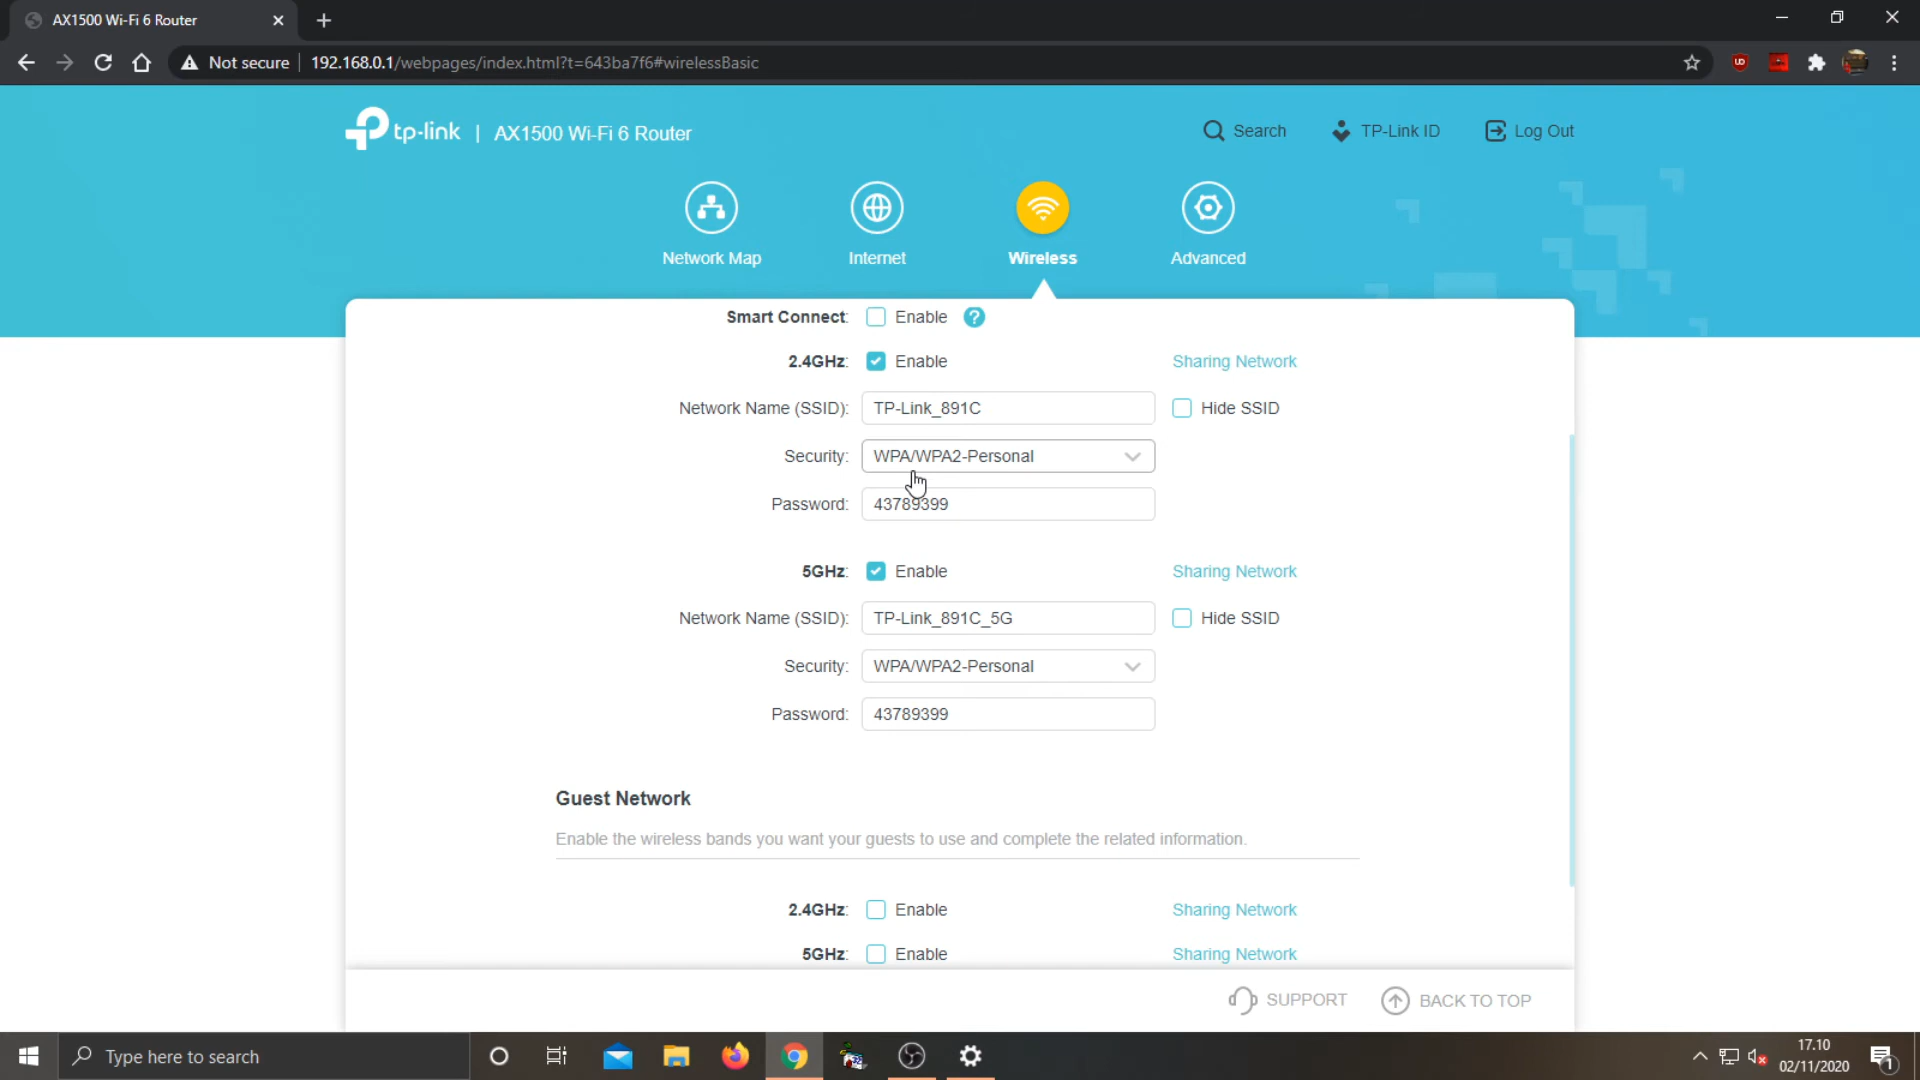 AX1500 Wi-Fi 6 Router
Not secure 192.168.0.1/webpages/index.html?t=643ba7f6#wirelessBasic
tp-link | AX1500 Wi-Fi 6 Router
Search TP-Link ID Log Out
Network Map Internet Wireless Advanced
Smart Connect: Enable ?
2.4GHz: Enable Sharing Network
Network Name (SSID): TP-Link_891C Hide SSID
Security: WPA/WPA2-Personal
Password: 43789399
5GHz: Enable Sharing Network
Network Name (SSID): TP-Link_891C_5G Hide SSID
Security: WPA/WPA2-Personal
Password: 43789399
Guest Network
Enable the wireless bands you want your guests to use and complete the related information.
2.4GHz: Enable Sharing Network
5GHz: Enable Sharing Network
SUPPORT BACK TO TOP
Type here to search
17.10
02/11/2020
1